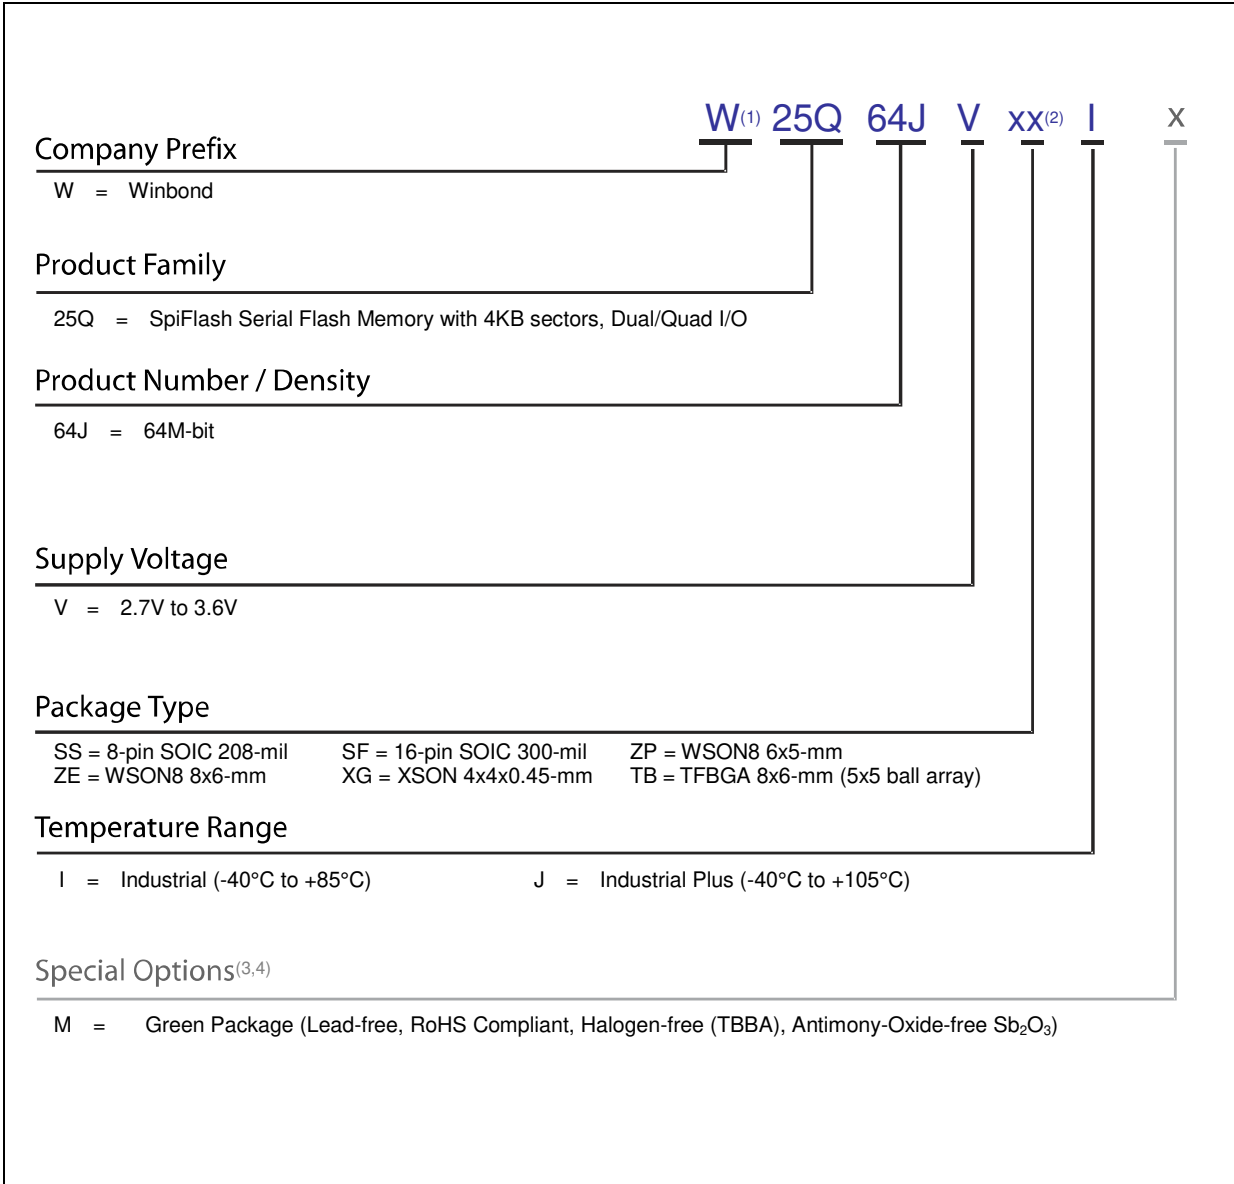 W(1) 25Q 64J V xx(2) I x
Company Prefix
W = Winbond
Product Family
25Q = SpiFlash Serial Flash Memory with 4KB sectors, Dual/Quad I/O
Product Number / Density
64J = 64M-bit
Supply Voltage
V = 2.7V to 3.6V
Package Type
SS = 8-pin SOIC 208-mil SF = 16-pin SOIC 300-mil ZP = WSON8 6x5-mm
ZE = WSON8 8x6-mm XG = XSON 4x4x0.45-mm TB = TFBGA 8x6-mm (5x5 ball array)
Temperature Range
I = Industrial (-40°C to +85°C) J = Industrial Plus (-40°C to +105°C)
Special Options(3,4)
M = Green Package (Lead-free, RoHS Compliant, Halogen-free (TBBA), Antimony-Oxide-free Sb₂O₃)